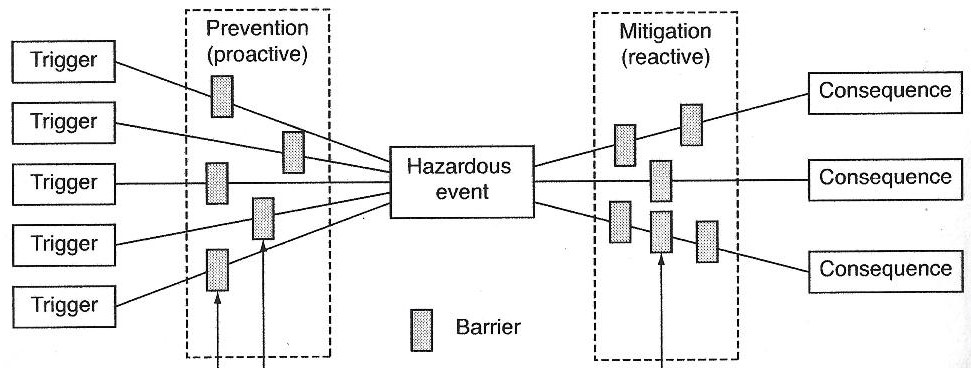 Prevention
(proactive)
Mitigation
(reactive)
Trigger
Trigger
Trigger
Trigger
Trigger
Hazardous
event
Consequence
Consequence
Consequence
Barrier